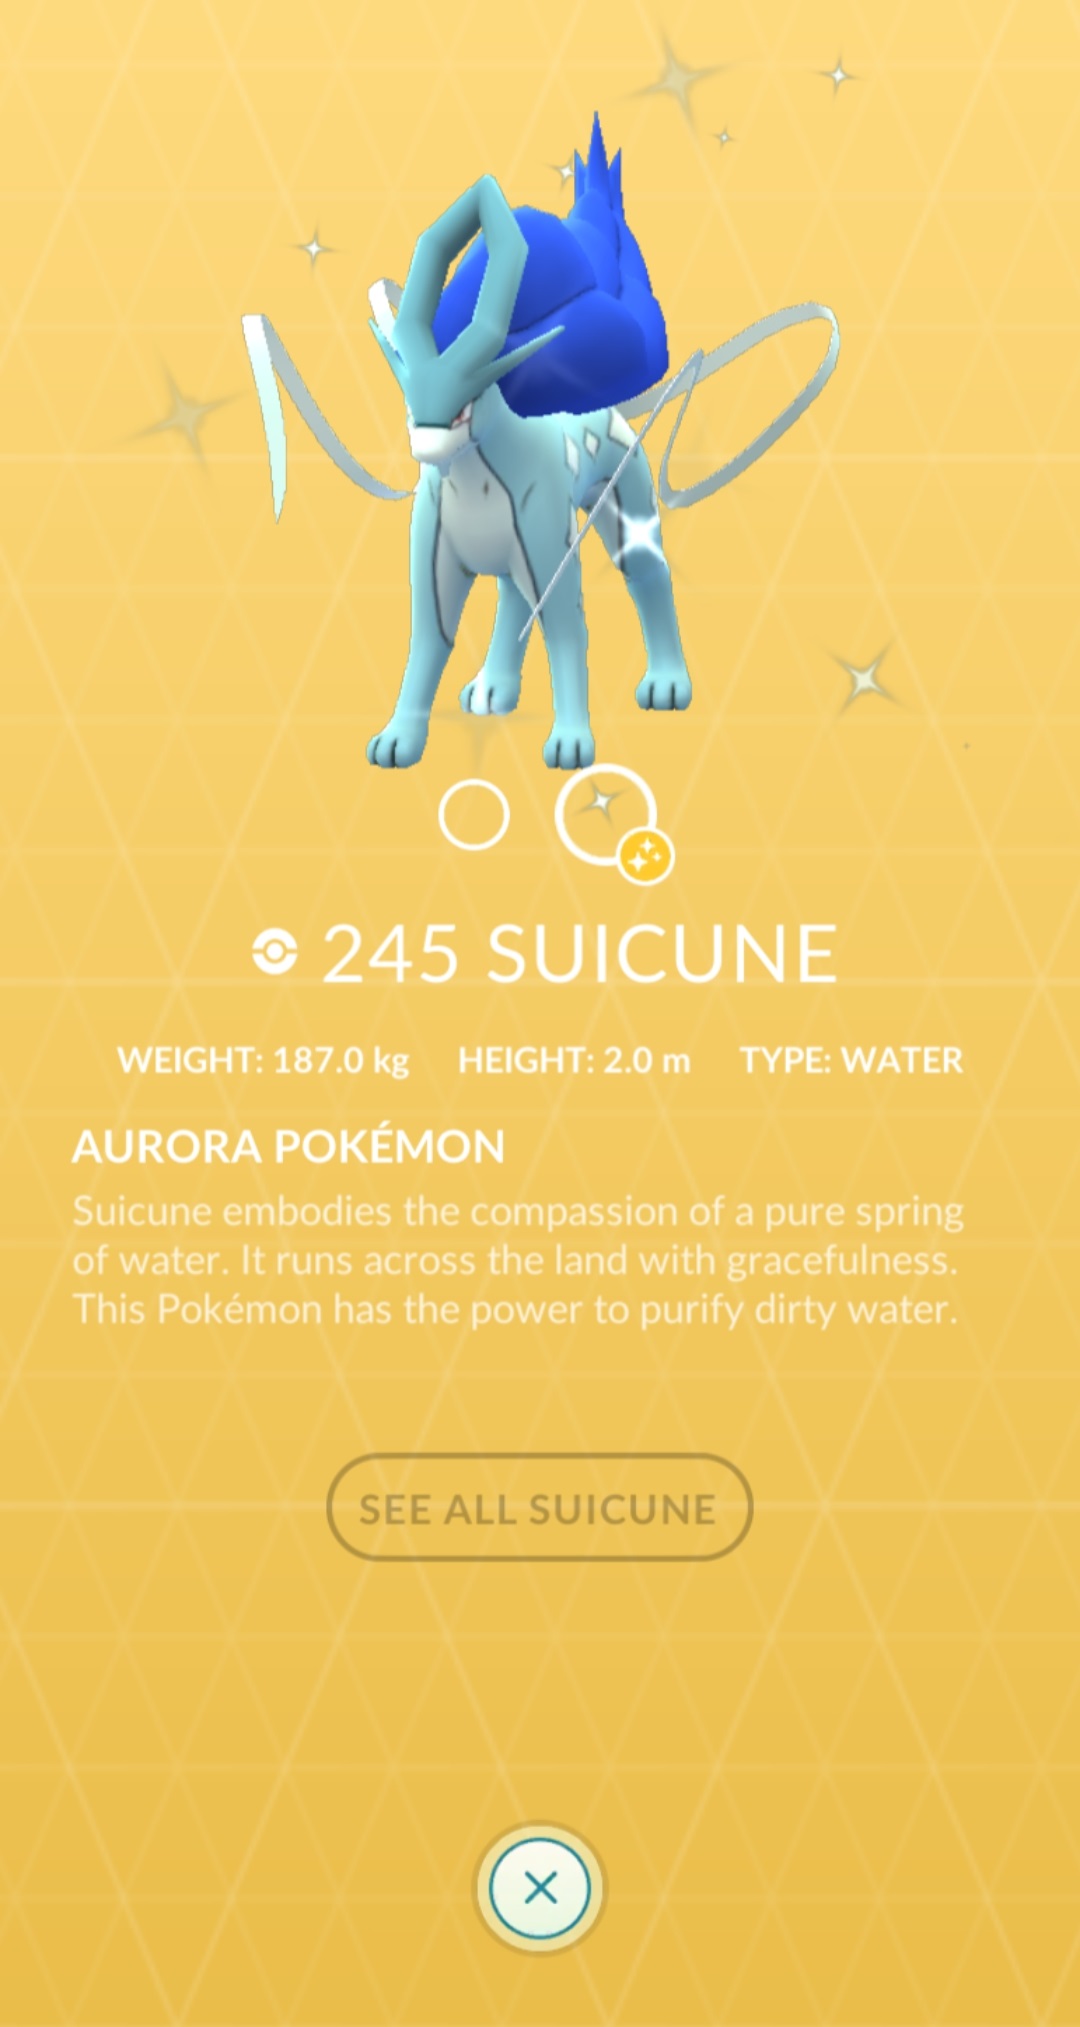 245 SUICUNE
WEIGHT: 187.0 kg HEIGHT: 2.0 m TYPE: WATER
AURORA POKÉMON
Suicune embodies the compassion of a pure spring
of water. It runs across the land with gracefulness.
This Pokémon has the power to purify dirty water.
SEE ALL SUICUNE